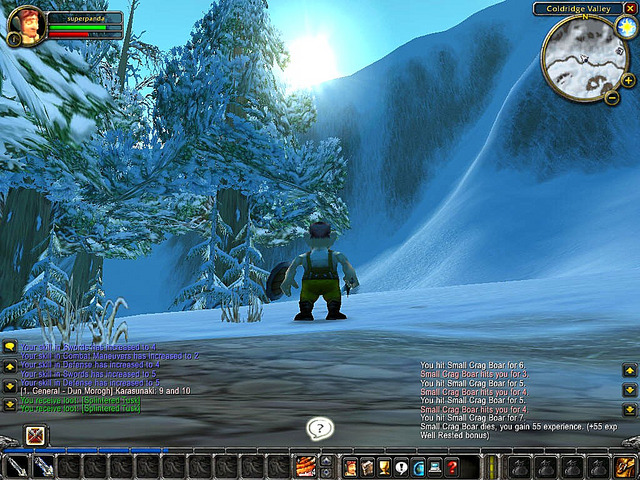 superpanda
Coldridge Valley
N
Your skill in Swords has increased to 4.
Your skill in Combat Maneuvers has increased to 2
Your skill in Defense has increased to 4
Your skill in Swords has increased to 5
Your skill in Defense has increased to 5
[1. General - Dun Morogh] Karasunaki: 9 and 10
You receive loot: [Splintered Tusk]
You receive loot: [Splintered Tusk]
You hit Small Crag Boar for 6.
Small Crag Boar hits you for 3.
You hit Small Crag Boar for 5.
Small Crag Boar hits you for 4
You hit Small Crag Boar for 5.
Small Crag Boar hits you for 4
You hit Small Crag Boar for 7.
Small Crag Boar dies, you gain 55 experience. (+55 exp
Well Rested bonus)
?